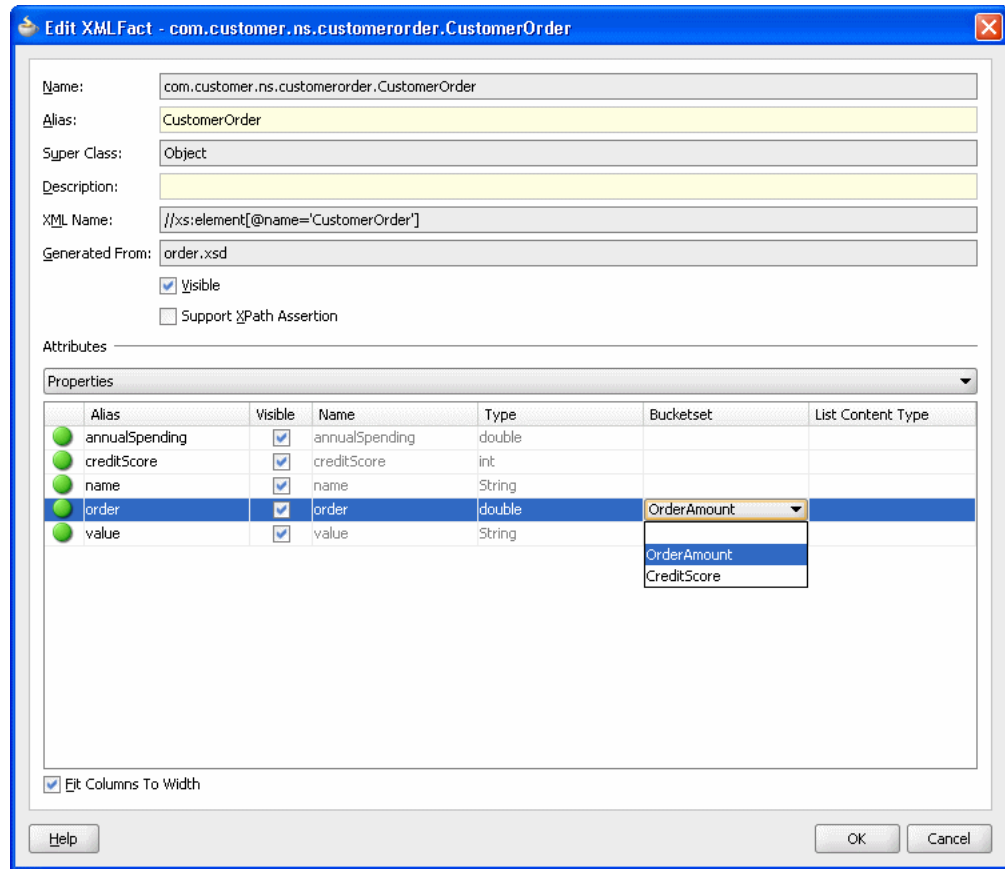 Edit XMLFact - com.customer.ns.customerorder.CustomerOrder
Name: com.customer.ns.customerorder.CustomerOrder
Alias: CustomerOrder
Super Class: Object
Description:
XML Name: //xs:element[@name='CustomerOrder']
Generated From: order.xsd
Visible
Support XPath Assertion
Attributes
Properties
Alias Visible Name Type Bucketset List Content Type
annualSpending annualSpending double
creditScore creditScore int
name name String
order order double OrderAmount
value value String
OrderAmount
CreditScore
Fit Columns To Width
Help OK Cancel